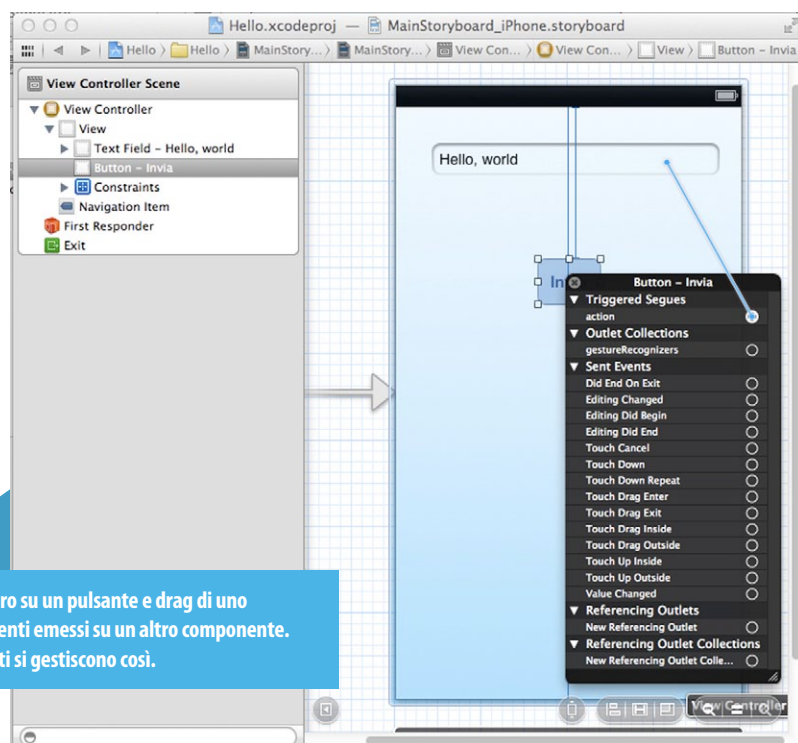 Hello.xcodeproj — MainStoryboard_iPhone.storyboard
Hello
Hello
MainStory...
MainStory...
View Con...
View Con...
View
Button – Invia
View Controller Scene
View Controller
View
Text Field – Hello, world
Button – Invia
Constraints
Navigation Item
First Responder
Exit
Hello, world
In
Button – Invia
Triggered Segues
action
Outlet Collections
gestureRecognizers
Sent Events
Did End On Exit
Editing Changed
Editing Did Begin
Editing Did End
Touch Cancel
Touch Down
Touch Down Repeat
Touch Drag Enter
Touch Drag Exit
Touch Drag Inside
Touch Drag Outside
Touch Up Inside
Touch Up Outside
Value Changed
Referencing Outlets
New Referencing Outlet
Referencing Outlet Collections
New Referencing Outlet Colle...
View Controller
su un pulsante e drag di uno
emessi su un altro componente.
si gestiscono così.